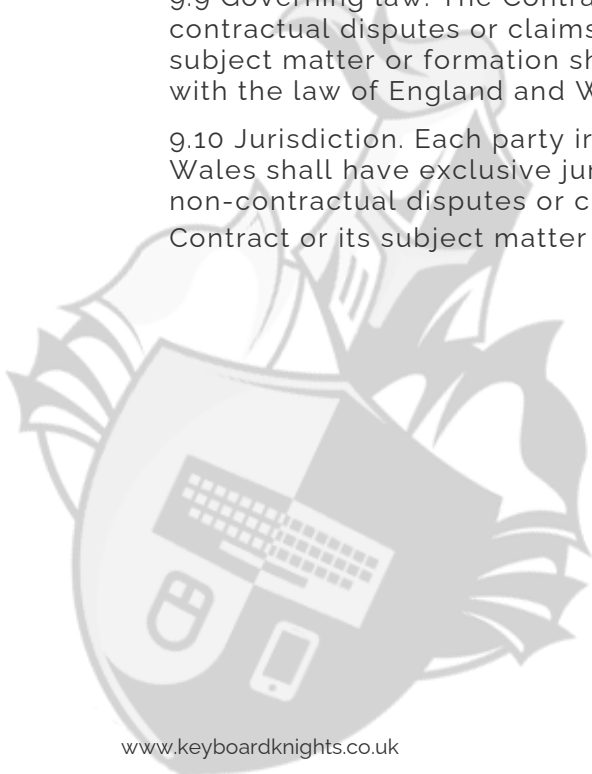 9.9 Governing law. The Contra
contractual disputes or claims
subject matter or formation sh
with the law of England and W
9.10 Jurisdiction. Each party ir
Wales shall have exclusive jur
non-contractual disputes or c
Contract or its subject matter
www.keyboardknights.co.uk